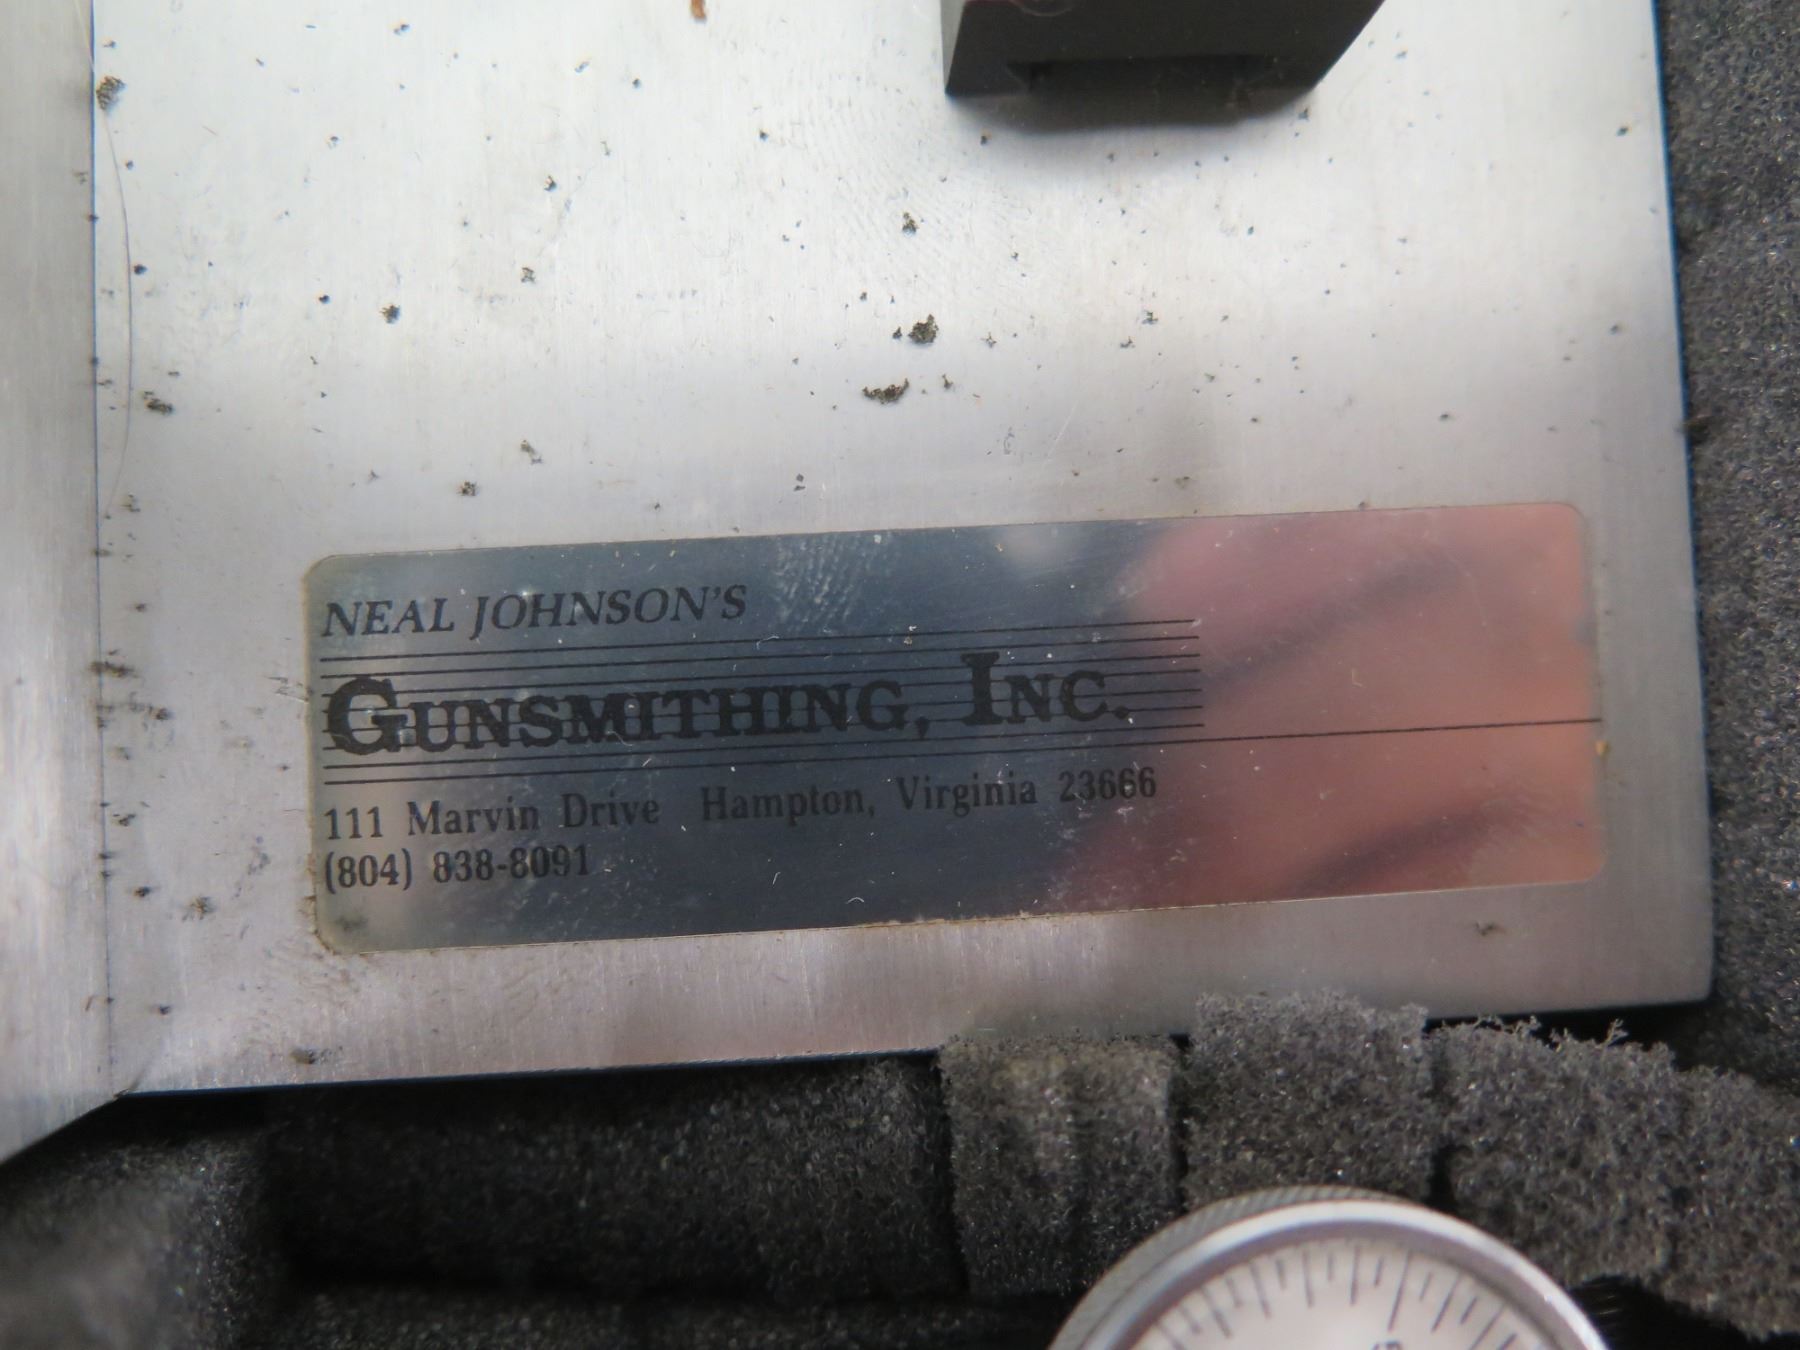 NEAL JOHNSON'S
GUNSMITHING, INC.
111 Marvin Drive Hampton, Virginia 23666
(804) 838-8091